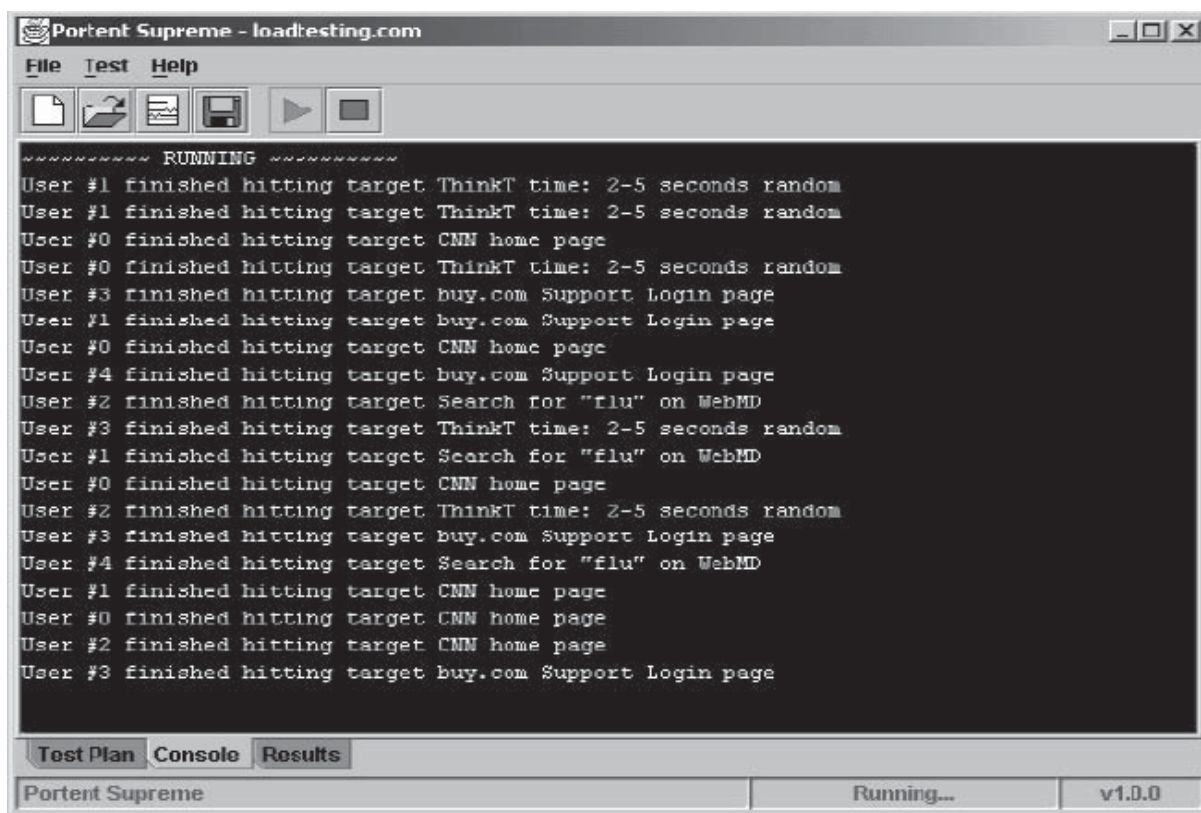 Portent Supreme - loadtesting.com
File Test Help
~~~~~~~~~~ RUNNING ~~~~~~~~~~
User #1 finished hitting target ThinkT time: 2-5 seconds random
User #1 finished hitting target ThinkT time: 2-5 seconds random
User #0 finished hitting target CNN home page
User #0 finished hitting target ThinkT time: 2-5 seconds random
User #3 finished hitting target buy.com Support Login page
User #1 finished hitting target buy.com Support Login page
User #0 finished hitting target CNN home page
User #4 finished hitting target buy.com Support Login page
User #2 finished hitting target Search for "flu" on WebMD
User #3 finished hitting target ThinkT time: 2-5 seconds random
User #1 finished hitting target Search for "flu" on WebMD
User #0 finished hitting target CNN home page
User #2 finished hitting target ThinkT time: 2-5 seconds random
User #3 finished hitting target buy.com Support Login page
User #4 finished hitting target Search for "flu" on WebMD
User #1 finished hitting target CNN home page
User #0 finished hitting target CNN home page
User #2 finished hitting target CNN home page
User #3 finished hitting target buy.com Support Login page
Test Plan Console Results
Portent Supreme Running... v1.0.0